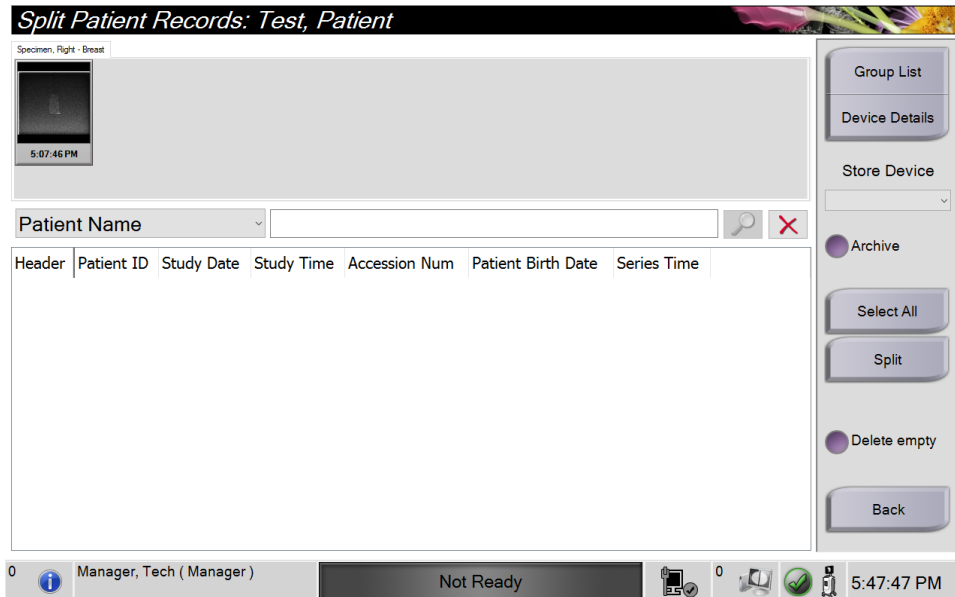 Split Patient Records: Test, Patient
Specimen, Right - Breast
5:07:46 PM
Group List
Device Details
Store Device
Archive
Select All
Split
Delete empty
Back
Patient Name
Header Patient ID Study Date Study Time Accession Num Patient Birth Date Series Time
0 Manager, Tech ( Manager ) Not Ready 0 5:47:47 PM